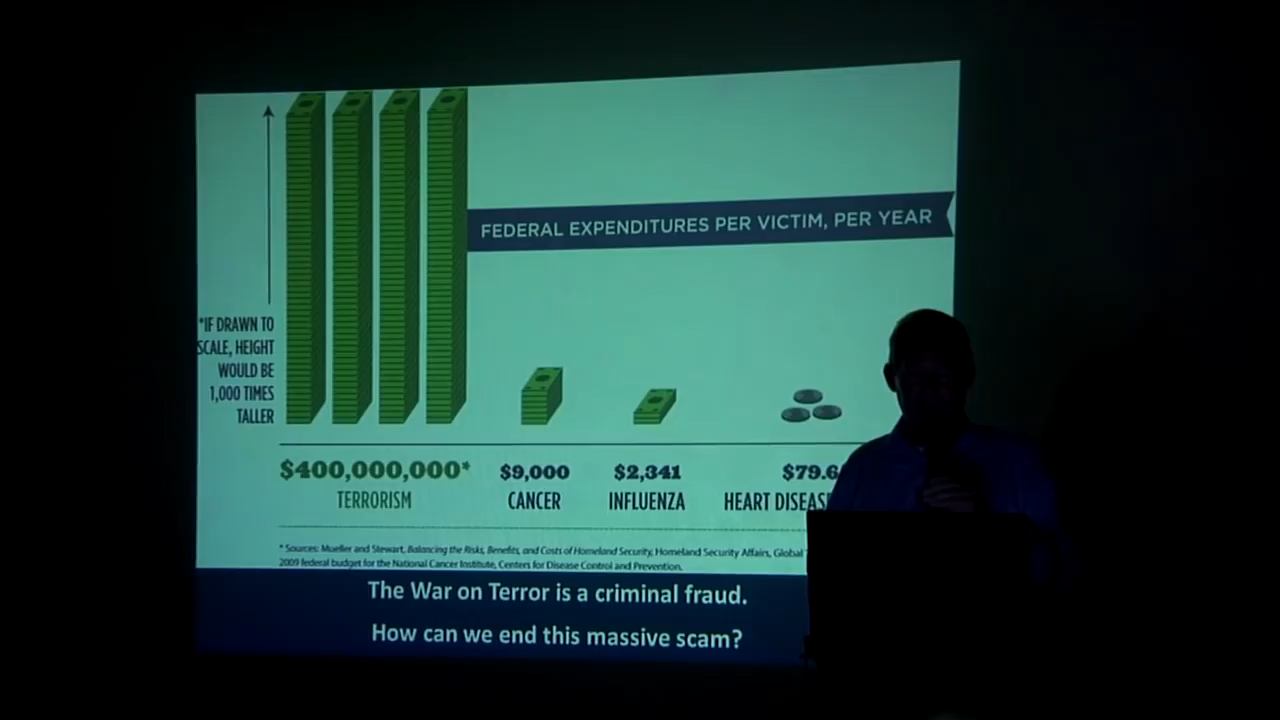 FEDERAL EXPENDITURES PER VICTIM, PER YEAR
*IF DRAWN TO
SCALE, HEIGHT
WOULD BE
1,000 TIMES
TALLER
$400,000,000* $9,000 $2,341 $79.6
TERRORISM CANCER INFLUENZA HEART DISEAS
* Sources: Mueller and Stewart, Balancing the Risks, Benefits, and Costs of Homeland Security, Homeland Security Affairs, Global
2009 federal budget for the National Cancer Institute, Centers for Disease Control and Prevention.
The War on Terror is a criminal fraud.
How can we end this massive scam?